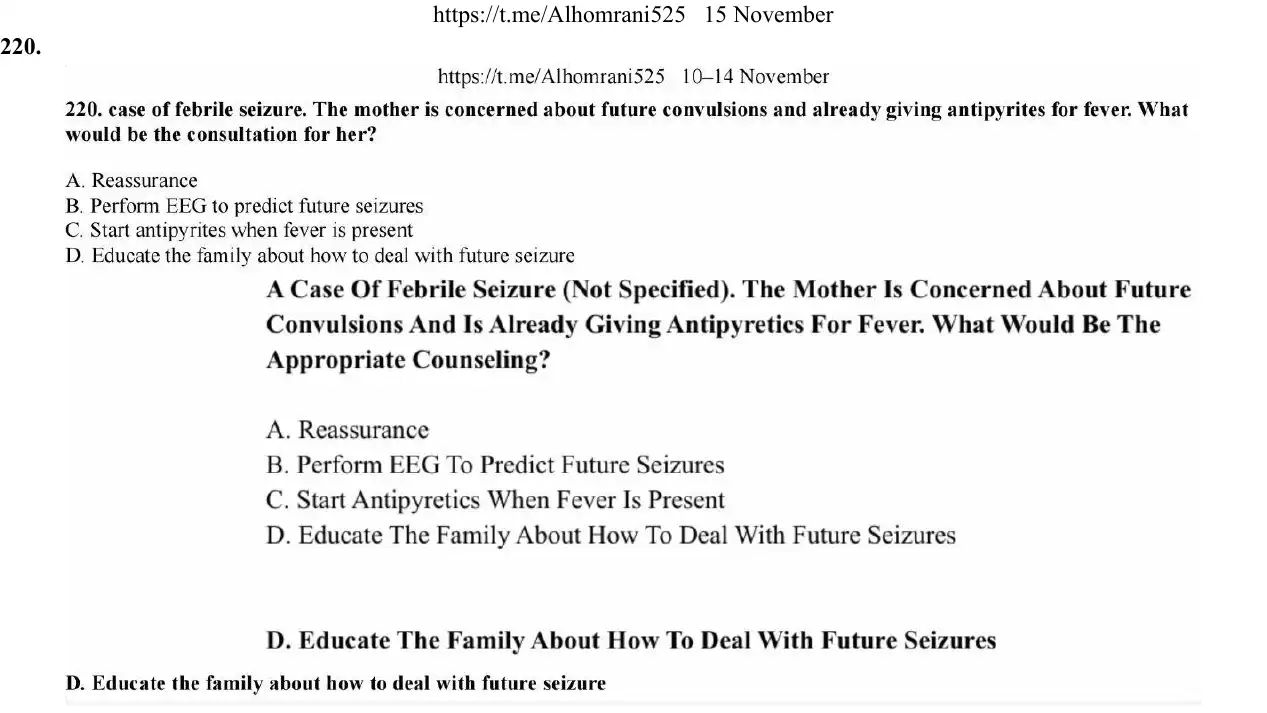 https://t.me/Alhomrani525 15 November
220.
https://t.me/Alhomrani525 10–14 November
220. case of febrile seizure. The mother is concerned about future convulsions and already giving antipyrites for fever. What
would be the consultation for her?
A. Reassurance
B. Perform EEG to predict future seizures
C. Start antipyrites when fever is present
D. Educate the family about how to deal with future seizure
A Case Of Febrile Seizure (Not Specified). The Mother Is Concerned About Future
Convulsions And Is Already Giving Antipyretics For Fever. What Would Be The
Appropriate Counseling?
A. Reassurance
B. Perform EEG To Predict Future Seizures
C. Start Antipyretics When Fever Is Present
D. Educate The Family About How To Deal With Future Seizures
D. Educate The Family About How To Deal With Future Seizures
D. Educate the family about how to deal with future seizure